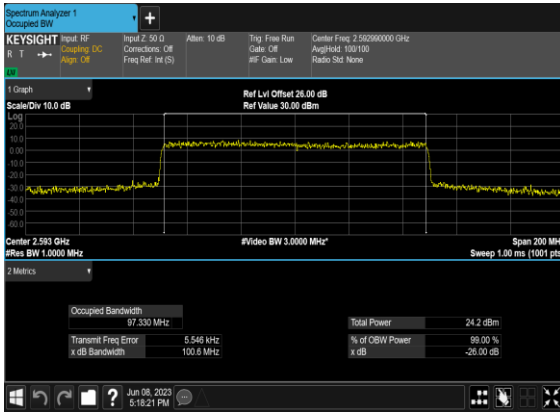 Spectrum Analyzer 1
Occupied BW
KEYSIGHT
R T
LV
Input: RF
Coupling: DC
Align: Off
Input Z: 50 Ω
Corrections: Off
Freq Ref: Int (S)
Atten: 10 dB
Trig: Free Run
Gate: Off
#IF Gain: Low
Center Freq: 2.592990000 GHz
Avg|Hold: 100/100
Radio Std: None
1 Graph
Scale/Div 10.0 dB
Ref Lvl Offset 26.00 dB
Ref Value 30.00 dBm
Log
20.0
10.0
0.00
-10.0
-20.0
-30.0
-40.0
-50.0
-60.0
Center 2.593 GHz
#Res BW 1.0000 MHz
#Video BW 3.0000 MHz*
Span 200 MH
Sweep 1.00 ms (1001 pts
2 Metrics
Occupied Bandwidth
97.330 MHz
Transmit Freq Error 5.546 kHz
x dB Bandwidth 100.6 MHz
Total Power 24.2 dBm
% of OBW Power 99.00 %
x dB -26.00 dB
?
Jun 08, 2023
5:18:21 PM